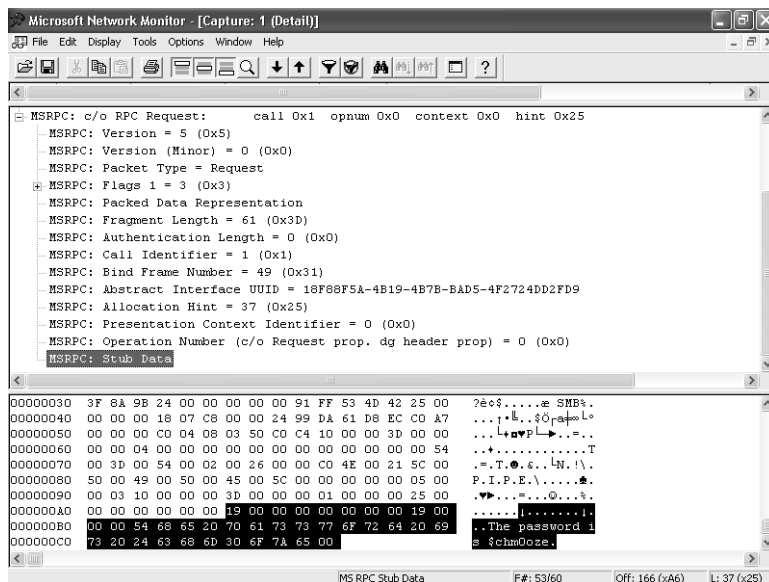 Microsoft Network Monitor - [Capture: 1 (Detail)]
File Edit Display Tools Options Window Help
MSRPC: c/o RPC Request: call 0x1 opnum 0x0 context 0x0 hint 0x25
MSRPC: Version = 5 (0x5)
MSRPC: Version (Minor) = 0 (0x0)
MSRPC: Packet Type = Request
MSRPC: Flags 1 = 3 (0x3)
MSRPC: Packed Data Representation
MSRPC: Fragment Length = 61 (0x3D)
MSRPC: Authentication Length = 0 (0x0)
MSRPC: Call Identifier = 1 (0x1)
MSRPC: Bind Frame Number = 49 (0x31)
MSRPC: Abstract Interface UUID = 18F88F5A-4B19-4B7B-BAD5-4F2724DD2FD9
MSRPC: Allocation Hint = 37 (0x25)
MSRPC: Presentation Context Identifier = 0 (0x0)
MSRPC: Operation Number (c/o Request prop. dg header prop) = 0 (0x0)
MSRPC: Stub Data
00000030 3F 8A 9B 24 00 00 00 00 00 91 FF 53 4D 42 25 00 ?è¢$.....æ SMB%.
00000040 00 00 00 18 07 C8 00 00 24 99 DA 61 D8 EC C0 A7 ...↑•╚..$Ö┌a╪∞└º
00000050 00 00 00 C0 04 08 03 50 C0 C4 10 00 00 3D 00 00 ...└♦◘♥P└─►..=..
00000060 00 00 04 00 00 00 00 00 00 00 00 00 00 00 00 54 ..♦............T
00000070 00 3D 00 54 00 02 00 26 00 00 C0 4E 00 21 5C 00 .=.T.☻.&..└N.!\.
00000080 50 00 49 00 50 00 45 00 5C 00 00 00 00 00 05 00 P.I.P.E.\.....♣.
00000090 00 03 10 00 00 00 3D 00 00 00 01 00 00 00 25 00 .♥►...=...☺...%.
000000A0 00 00 00 00 00 00 19 00 00 00 00 00 00 00 19 00 ......↓.......↓.
000000B0 00 00 54 68 65 20 70 61 73 73 77 6F 72 64 20 69 ..The password i
000000C0 73 20 24 63 68 6D 30 6F 7A 65 00 s $chm0oze.
MS RPC Stub Data F#: 53/60 Off: 166 (xA6) L: 37 (x25)